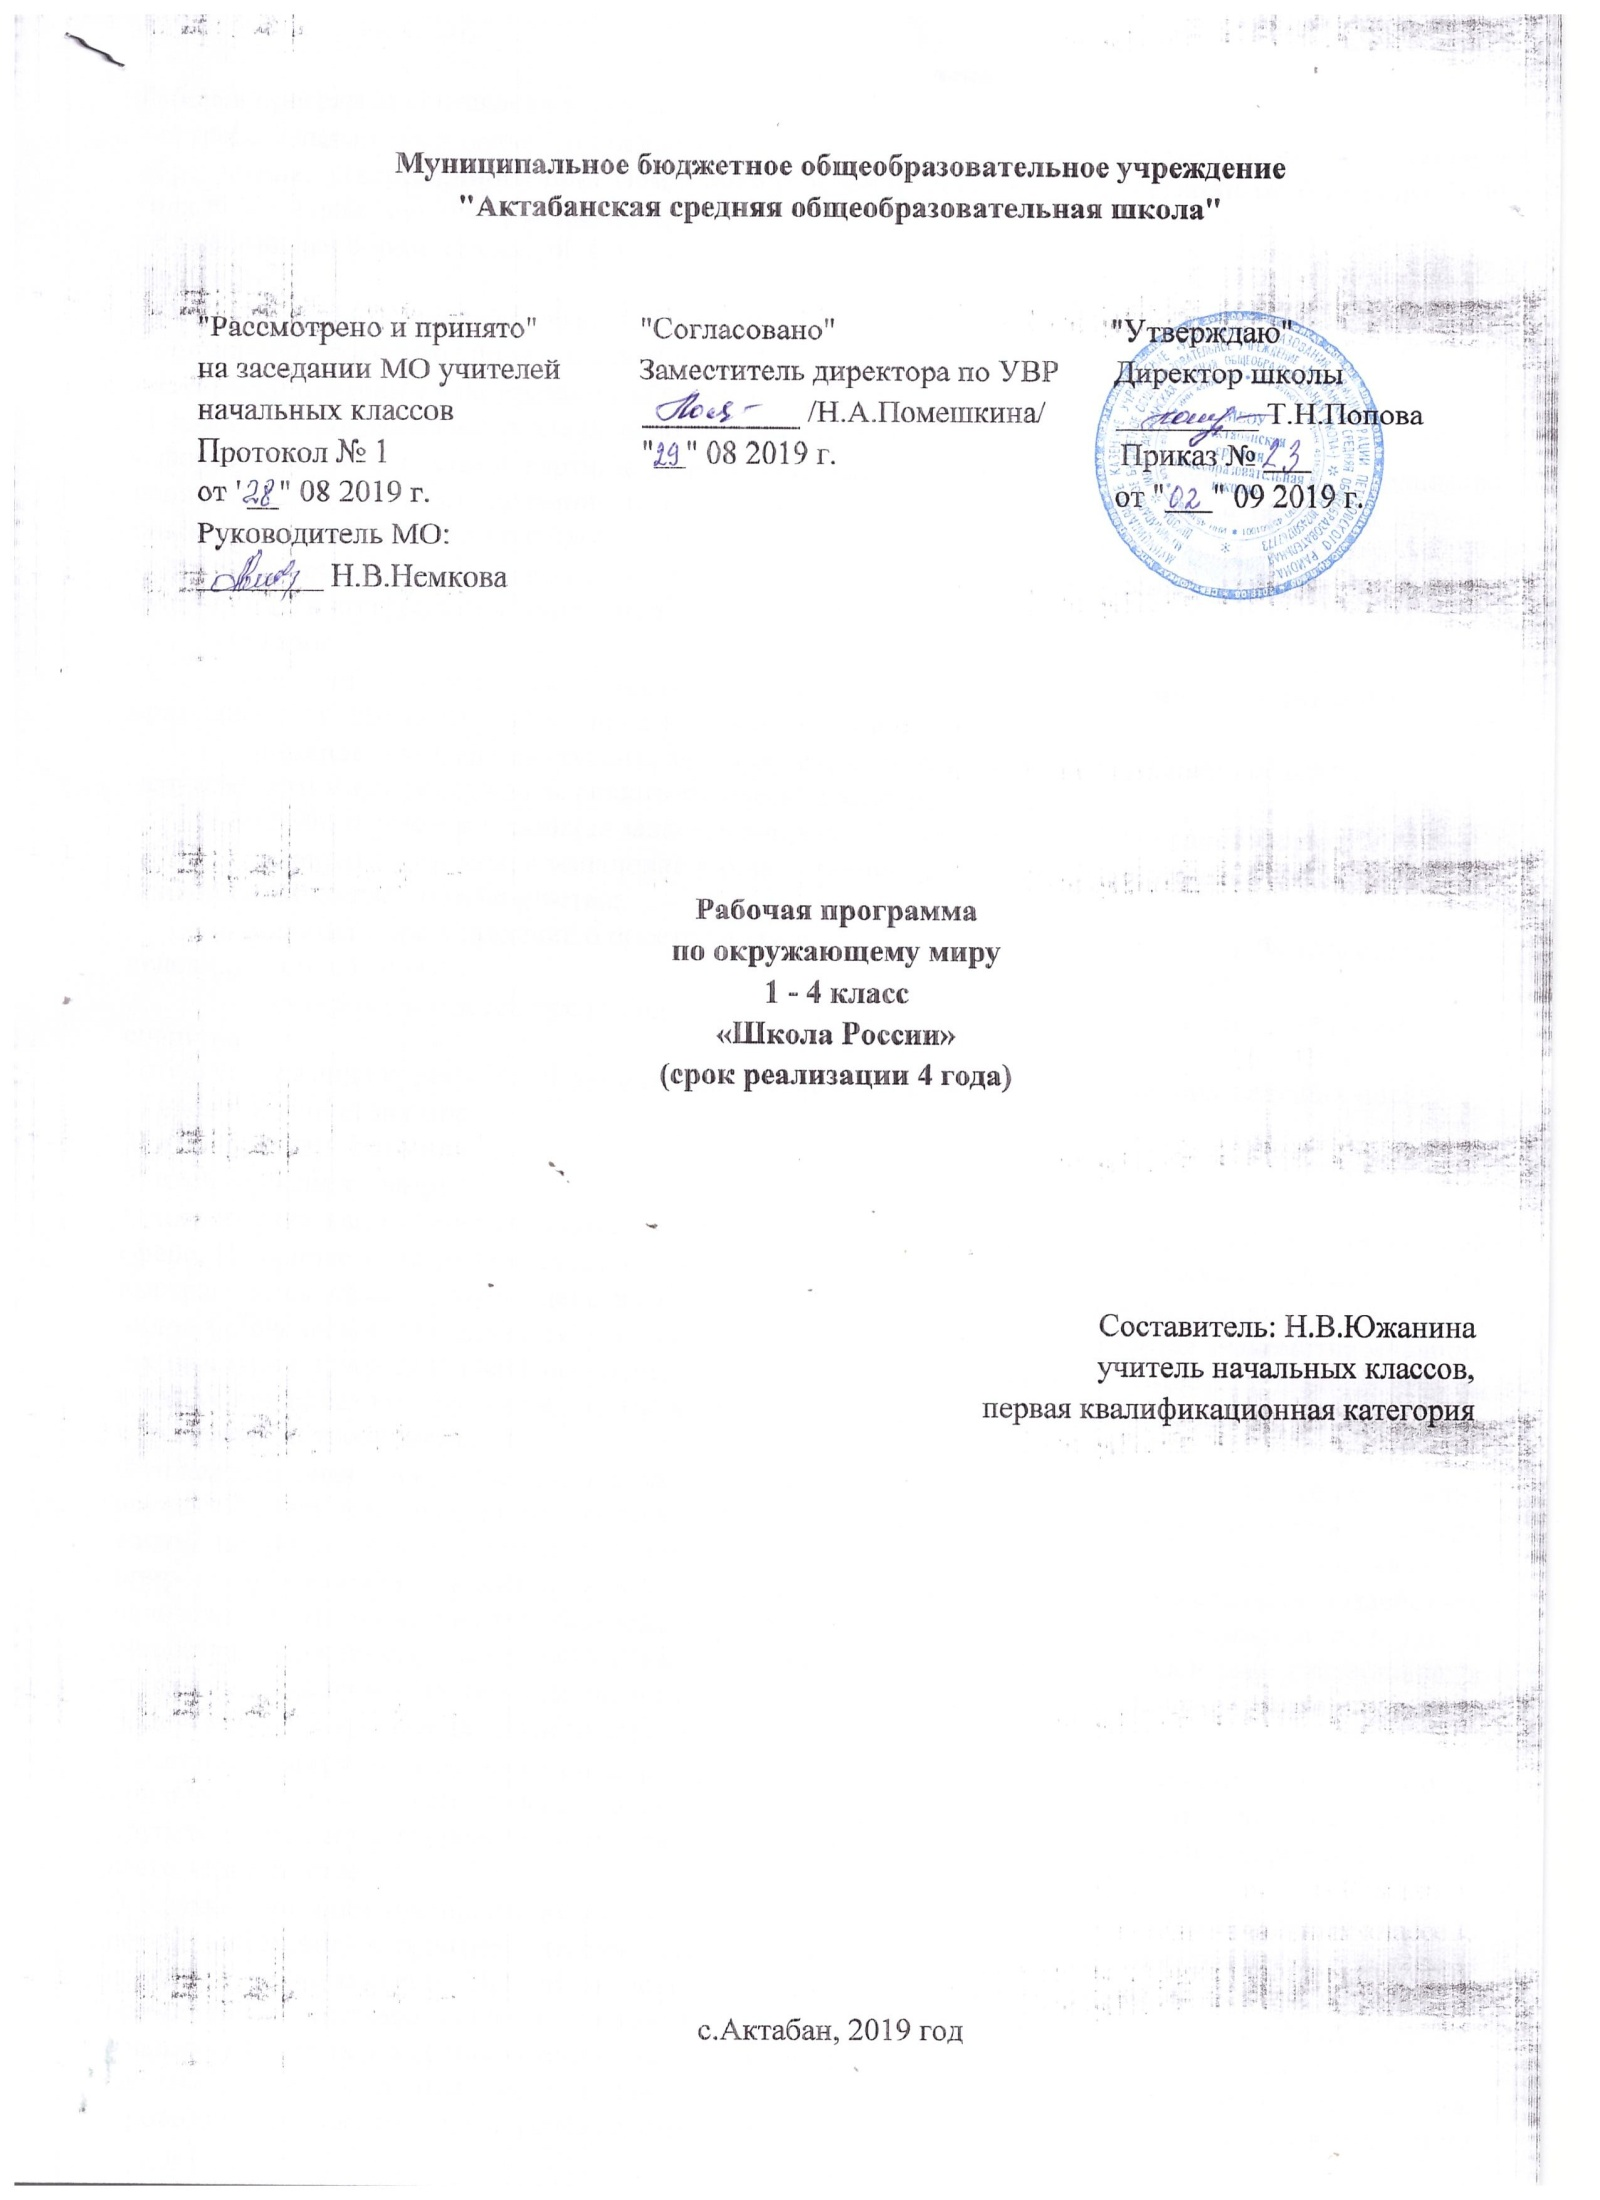 Муниципальное бюджетное общеобразовательное учреждение
"Актабанская средняя общеобразовательная школа"
"Рассмотрено и принято"
на заседании МО учителей
начальных классов
Протокол № 1
от "28" 08 2019 г.
Руководитель МО:
Н.В.Немкова
"Согласовано"
Заместитель директора по УВР
/Н.А.Помешкина/
"29" 08 2019 г.
"Утверждаю"
Директор школы
Т.Н.Попова
Приказ № 23
от "02" 09 2019 г.
Рабочая программа
по окружающему миру
1 - 4 класс
«Школа России»
(срок реализации 4 года)
Составитель: Н.В.Южанина
учитель начальных классов,
первая квалификационная категория
с.Актабан, 2019 год